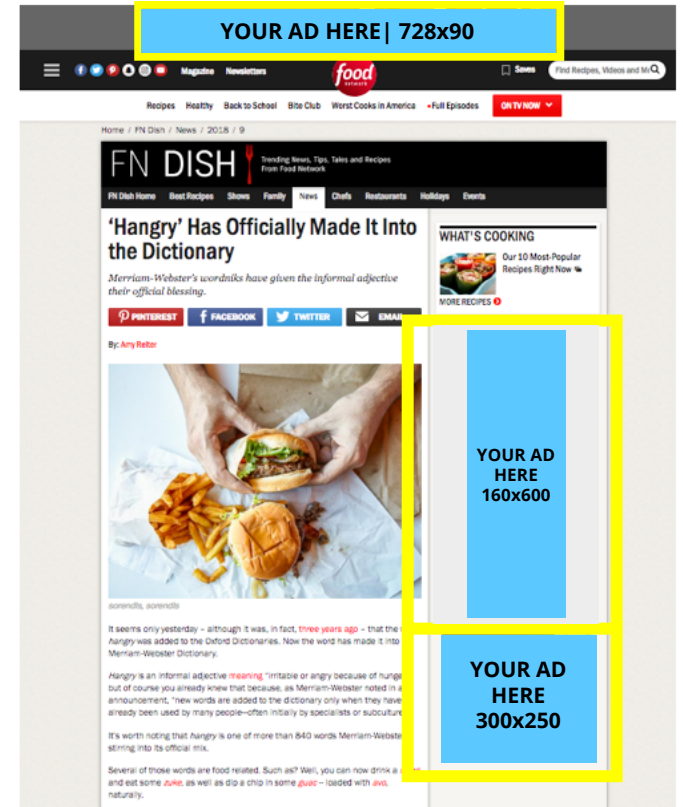 YOUR AD HERE| 728x90
Magazine Newsletters
food
network
Saves
Find Recipes, Videos and Mo
Recipes Healthy Back to School Bite Club Worst Cooks in America •Full Episodes ON TV NOW
Home / FN Dish / News / 2018 / 9
FN DISH
Trending News, Tips, Tales and Recipes
From Food Network
FN Dish Home Best Recipes Shows Family News Chefs Restaurants Holidays Events
‘Hangry’ Has Officially Made It Into
the Dictionary
Merriam-Webster's wordniks have given the informal adjective
their official blessing.
PINTEREST FACEBOOK TWITTER EMAIL
By: Amy Reiter
WHAT'S COOKING
Our 10 Most-Popular
Recipes Right Now
MORE RECIPES
YOUR AD
HERE
160x600
sorendls, sorendls
It seems only yesterday – although it was, in fact, three years ago – that the
hangry was added to the Oxford Dictionaries. Now the word has made it into
Merriam-Webster Dictionary.
Hangry is an informal adjective meaning "irritable or angry because of
but of course you already knew that because, as Merriam-Webster noted in
announcement, "new words are added to the dictionary only when they have
already been used by many people—often initially by specialists or
It's worth noting that hangry is one of more than 840 words Merriam-Webster
stirring into its official mix.
Several of those words are food related. Such as? Well, you can now drink a
and eat some zuke, as well as dip a chip in some guac – loaded with avo,
naturally.
YOUR AD
HERE
300x250